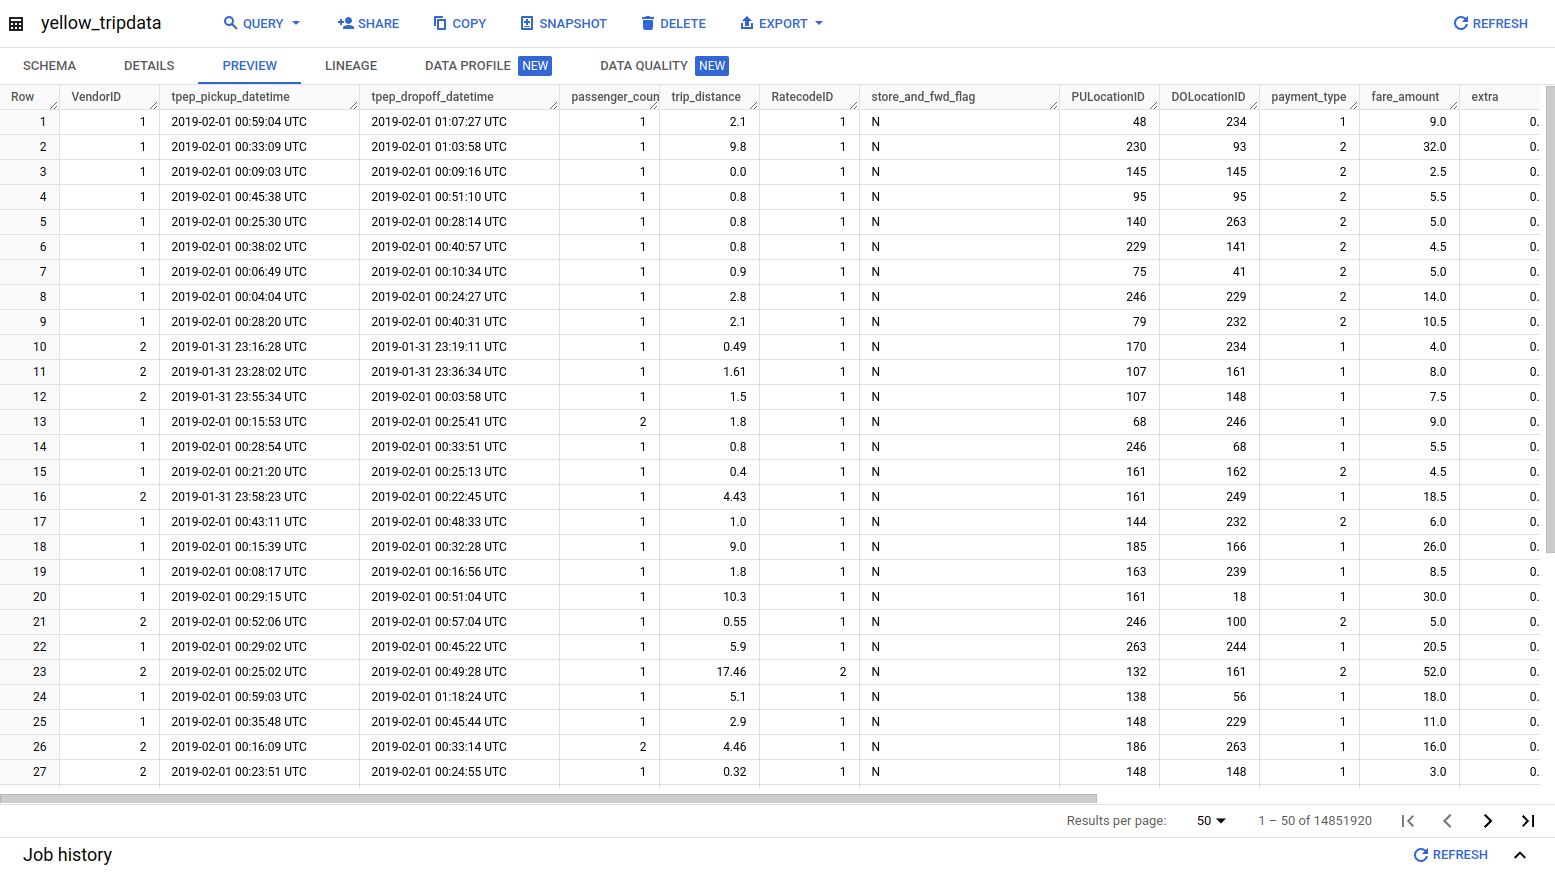 yellow_tripdata QUERY SHARE COPY SNAPSHOT DELETE EXPORT REFRESH
SCHEMA DETAILS PREVIEW LINEAGE DATA PROFILE NEW DATA QUALITY NEW
Row VendorID tpep_pickup_datetime tpep_dropoff_datetime passenger_coun trip_distance RatecodeID store_and_fwd_flag PULocationID DOLocationID payment_type fare_amount extra
1 1 2019-02-01 00:59:04 UTC 2019-02-01 01:07:27 UTC 1 2.1 1 N 48 234 1 9.0 0.
2 1 2019-02-01 00:33:09 UTC 2019-02-01 01:03:58 UTC 1 9.8 1 N 230 93 2 32.0 0.
3 1 2019-02-01 00:09:03 UTC 2019-02-01 00:09:16 UTC 1 0.0 1 N 145 145 2 2.5 0.
4 1 2019-02-01 00:45:38 UTC 2019-02-01 00:51:10 UTC 1 0.8 1 N 95 95 2 5.5 0.
5 1 2019-02-01 00:25:30 UTC 2019-02-01 00:28:14 UTC 1 0.8 1 N 140 263 2 5.0 0.
6 1 2019-02-01 00:38:02 UTC 2019-02-01 00:40:57 UTC 1 0.8 1 N 229 141 2 4.5 0.
7 1 2019-02-01 00:06:49 UTC 2019-02-01 00:10:34 UTC 1 0.9 1 N 75 41 2 5.0 0.
8 1 2019-02-01 00:04:04 UTC 2019-02-01 00:24:27 UTC 1 2.8 1 N 246 229 2 14.0 0.
9 1 2019-02-01 00:28:20 UTC 2019-02-01 00:40:31 UTC 1 2.1 1 N 79 232 2 10.5 0.
10 2 2019-01-31 23:16:28 UTC 2019-01-31 23:19:11 UTC 1 0.49 1 N 170 234 1 4.0 0.
11 2 2019-01-31 23:28:02 UTC 2019-01-31 23:36:34 UTC 1 1.61 1 N 107 161 1 8.0 0.
12 2 2019-01-31 23:55:34 UTC 2019-02-01 00:03:58 UTC 1 1.5 1 N 107 148 1 7.5 0.
13 1 2019-02-01 00:15:53 UTC 2019-02-01 00:25:41 UTC 2 1.8 1 N 68 246 1 9.0 0.
14 1 2019-02-01 00:28:54 UTC 2019-02-01 00:33:51 UTC 1 0.8 1 N 246 68 1 5.5 0.
15 1 2019-02-01 00:21:20 UTC 2019-02-01 00:25:13 UTC 1 0.4 1 N 161 162 2 4.5 0.
16 2 2019-01-31 23:58:23 UTC 2019-02-01 00:22:45 UTC 1 4.43 1 N 161 249 1 18.5 0.
17 1 2019-02-01 00:43:11 UTC 2019-02-01 00:48:33 UTC 1 1.0 1 N 144 232 2 6.0 0.
18 1 2019-02-01 00:15:39 UTC 2019-02-01 00:32:28 UTC 1 9.0 1 N 185 166 1 26.0 0.
19 1 2019-02-01 00:08:17 UTC 2019-02-01 00:16:56 UTC 1 1.8 1 N 163 239 1 8.5 0.
20 1 2019-02-01 00:29:15 UTC 2019-02-01 00:51:04 UTC 1 10.3 1 N 161 18 1 30.0 0.
21 2 2019-02-01 00:52:06 UTC 2019-02-01 00:57:04 UTC 1 0.55 1 N 246 100 2 5.0 0.
22 1 2019-02-01 00:29:02 UTC 2019-02-01 00:45:22 UTC 1 5.9 1 N 263 244 1 20.5 0.
23 2 2019-02-01 00:25:02 UTC 2019-02-01 00:49:28 UTC 1 17.46 2 N 132 161 2 52.0 0.
24 1 2019-02-01 00:59:03 UTC 2019-02-01 01:18:24 UTC 1 5.1 1 N 138 56 1 18.0 0.
25 1 2019-02-01 00:35:48 UTC 2019-02-01 00:45:44 UTC 1 2.9 1 N 148 229 1 11.0 0.
26 2 2019-02-01 00:16:09 UTC 2019-02-01 00:33:14 UTC 2 4.46 1 N 186 263 1 16.0 0.
27 2 2019-02-01 00:23:51 UTC 2019-02-01 00:24:55 UTC 1 0.32 1 N 148 148 1 3.0 0.
Results per page: 50 1 – 50 of 14851920
Job history REFRESH